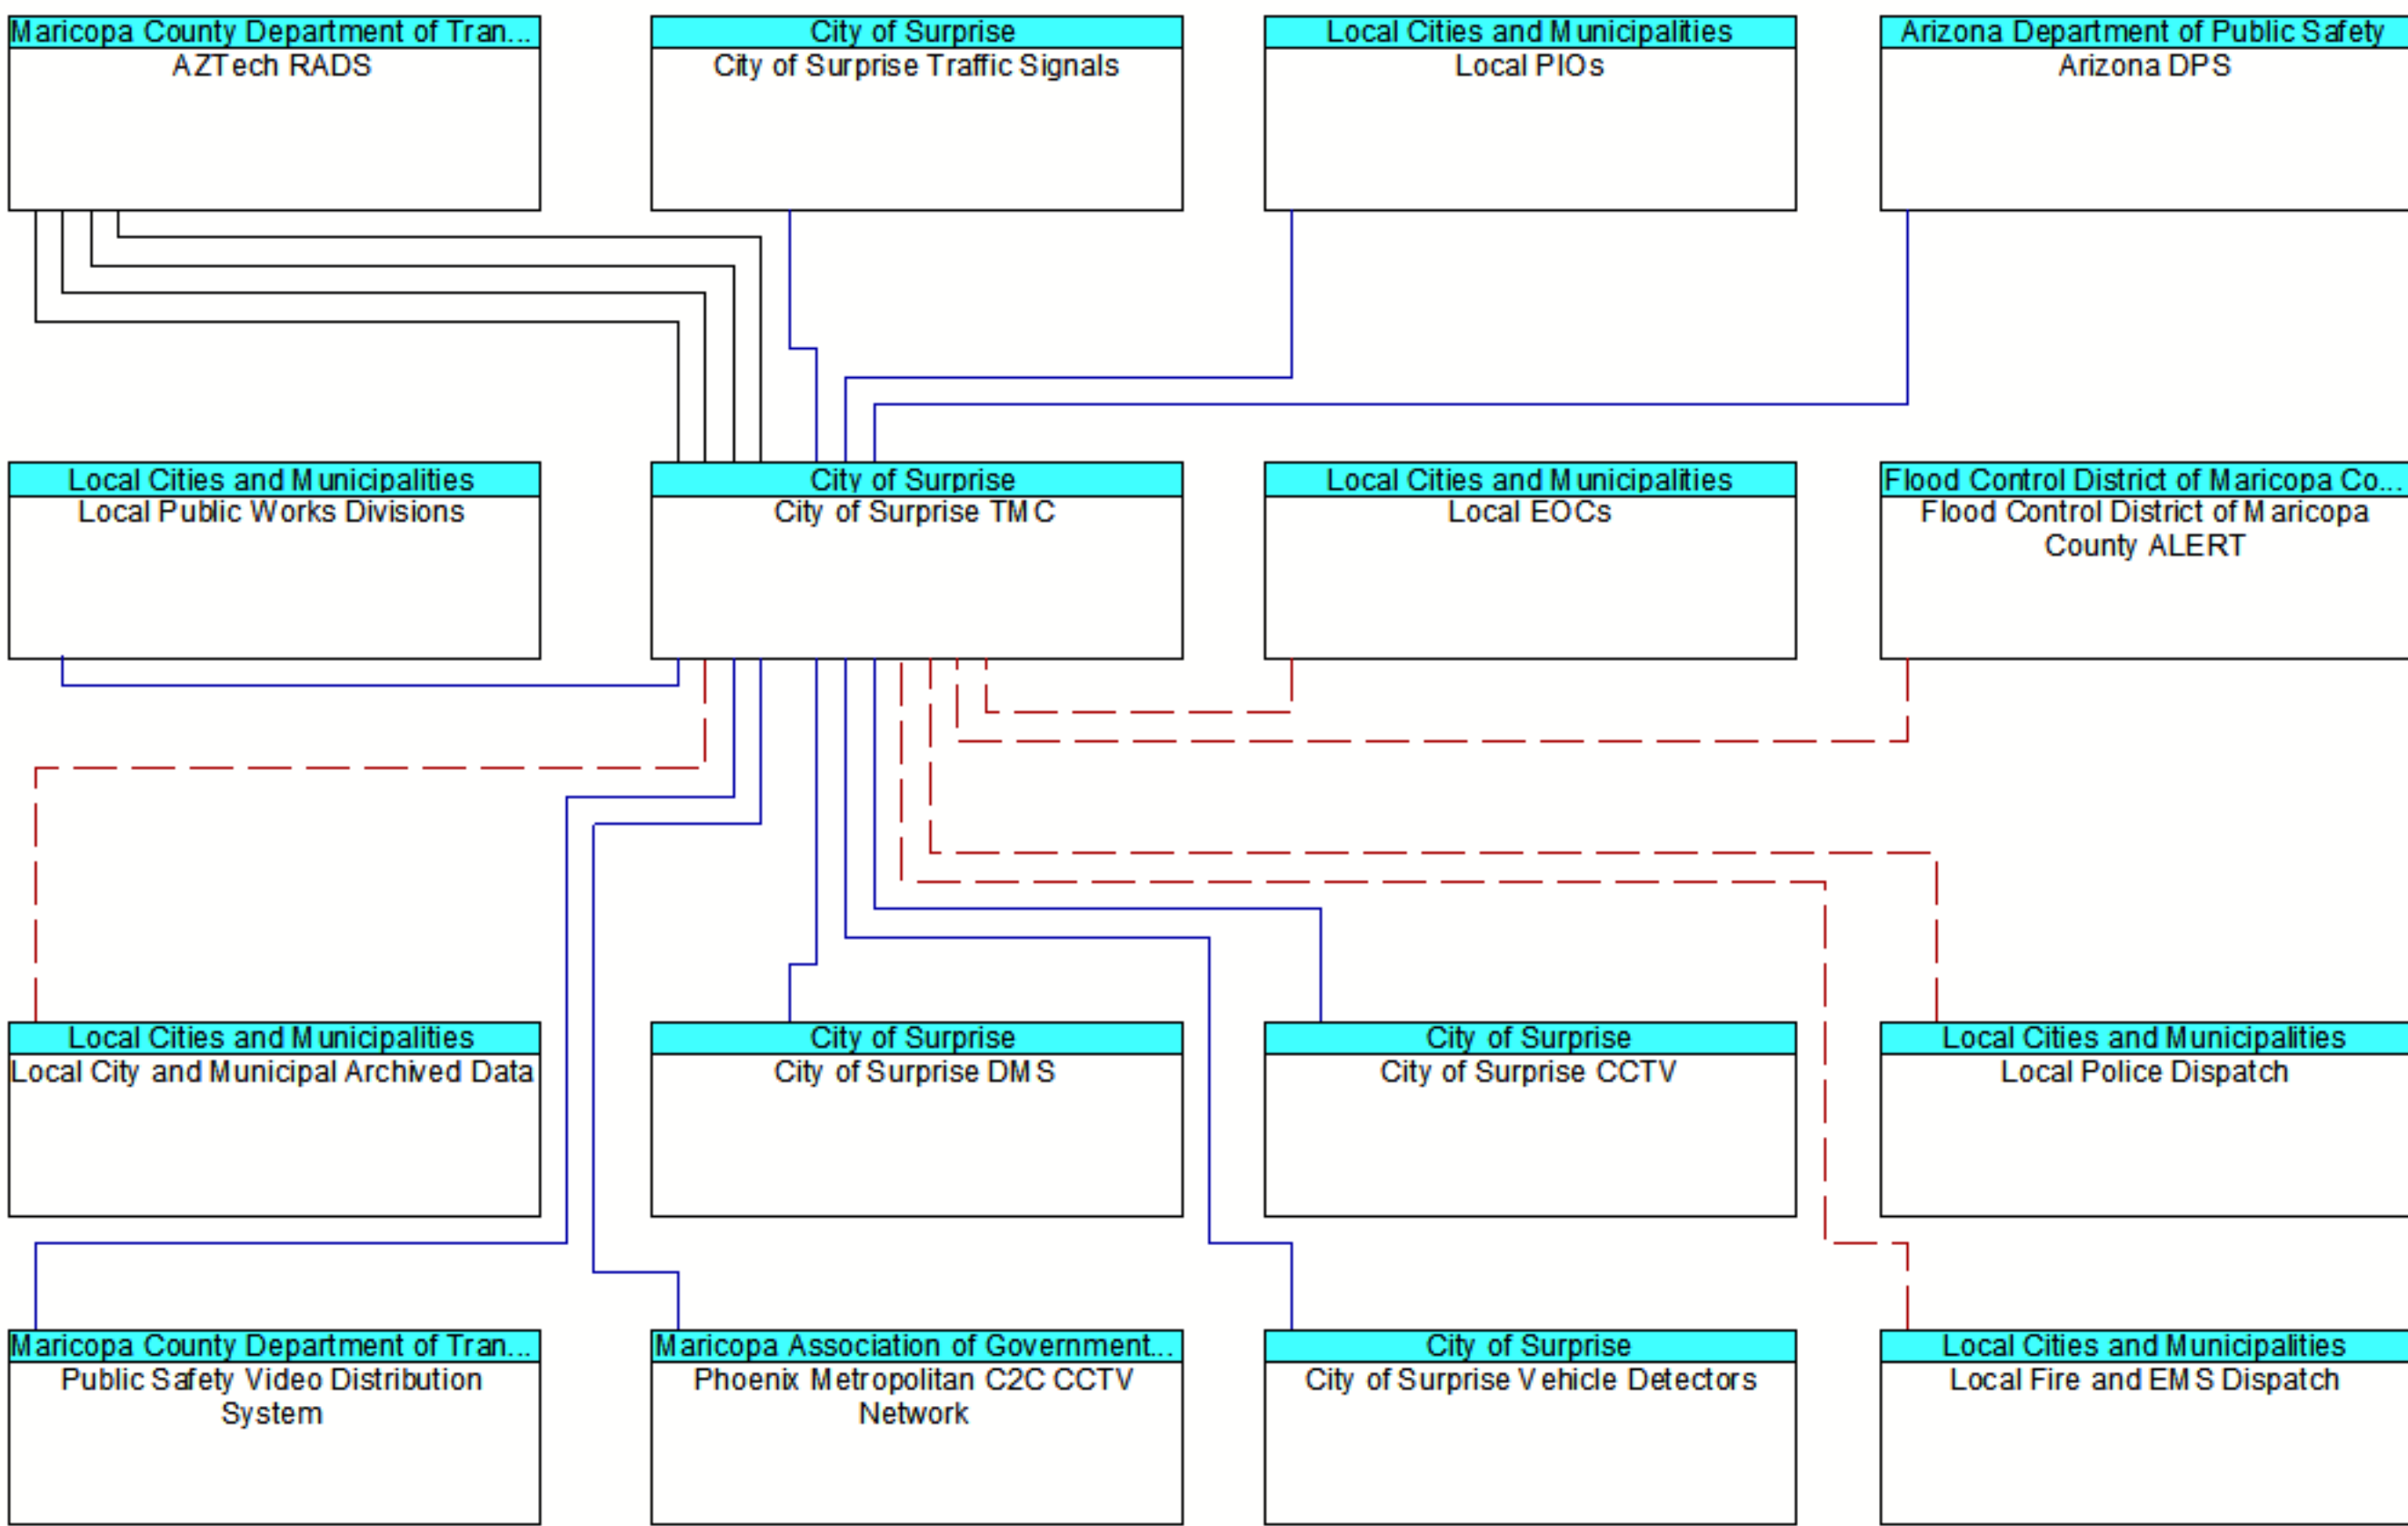 Maricopa County Department of Tran...
AZTech RADS
City of Surprise
City of Surprise Traffic Signals
Local Cities and Municipalities
Local PIOs
Arizona Department of Public Safety
Arizona DPS
Local Cities and Municipalities
Local Public Works Divisions
City of Surprise
City of Surprise TMC
Local Cities and Municipalities
Local EOCs
Flood Control District of Maricopa Co...
Flood Control District of Maricopa
County ALERT
Local Cities and Municipalities
Local City and Municipal Archived Data
City of Surprise
City of Surprise DMS
City of Surprise
City of Surprise CCTV
Local Cities and Municipalities
Local Police Dispatch
Maricopa County Department of Tran...
Public Safety Video Distribution
System
Maricopa Association of Government...
Phoenix Metropolitan C2C CCTV
Network
City of Surprise
City of Surprise Vehicle Detectors
Local Cities and Municipalities
Local Fire and EMS Dispatch